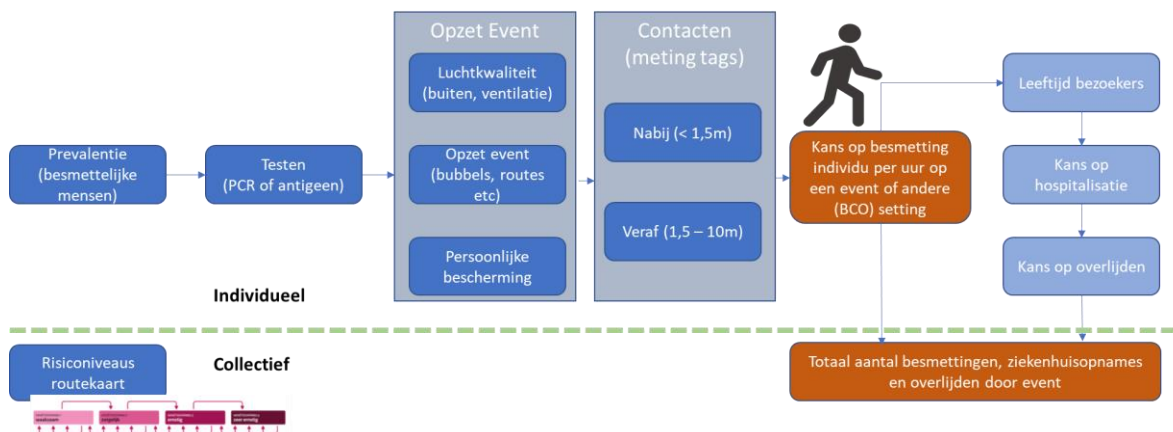 Opzet Event
Luchtkwaliteit
(buiten, ventilatie)
Opzet event
(bubbels, routes
etc)
Persoonlijke
bescherming
Contacten
(meting tags)
Nabij (< 1,5m)
Veraf (1,5 – 10m)
Prevalentie
(besmettelijke
mensen)
Testen
(PCR of antigeen)
Kans op besmetting
individu per uur op
een event of andere
(BCO) setting
Leeftijd bezoekers
Kans op
hospitalisatie
Kans op overlijden
Individueel
Collectief
Risiconiveaus
routekaart
Totaal aantal besmettingen, ziekenhuisopnames
en overlijden door event